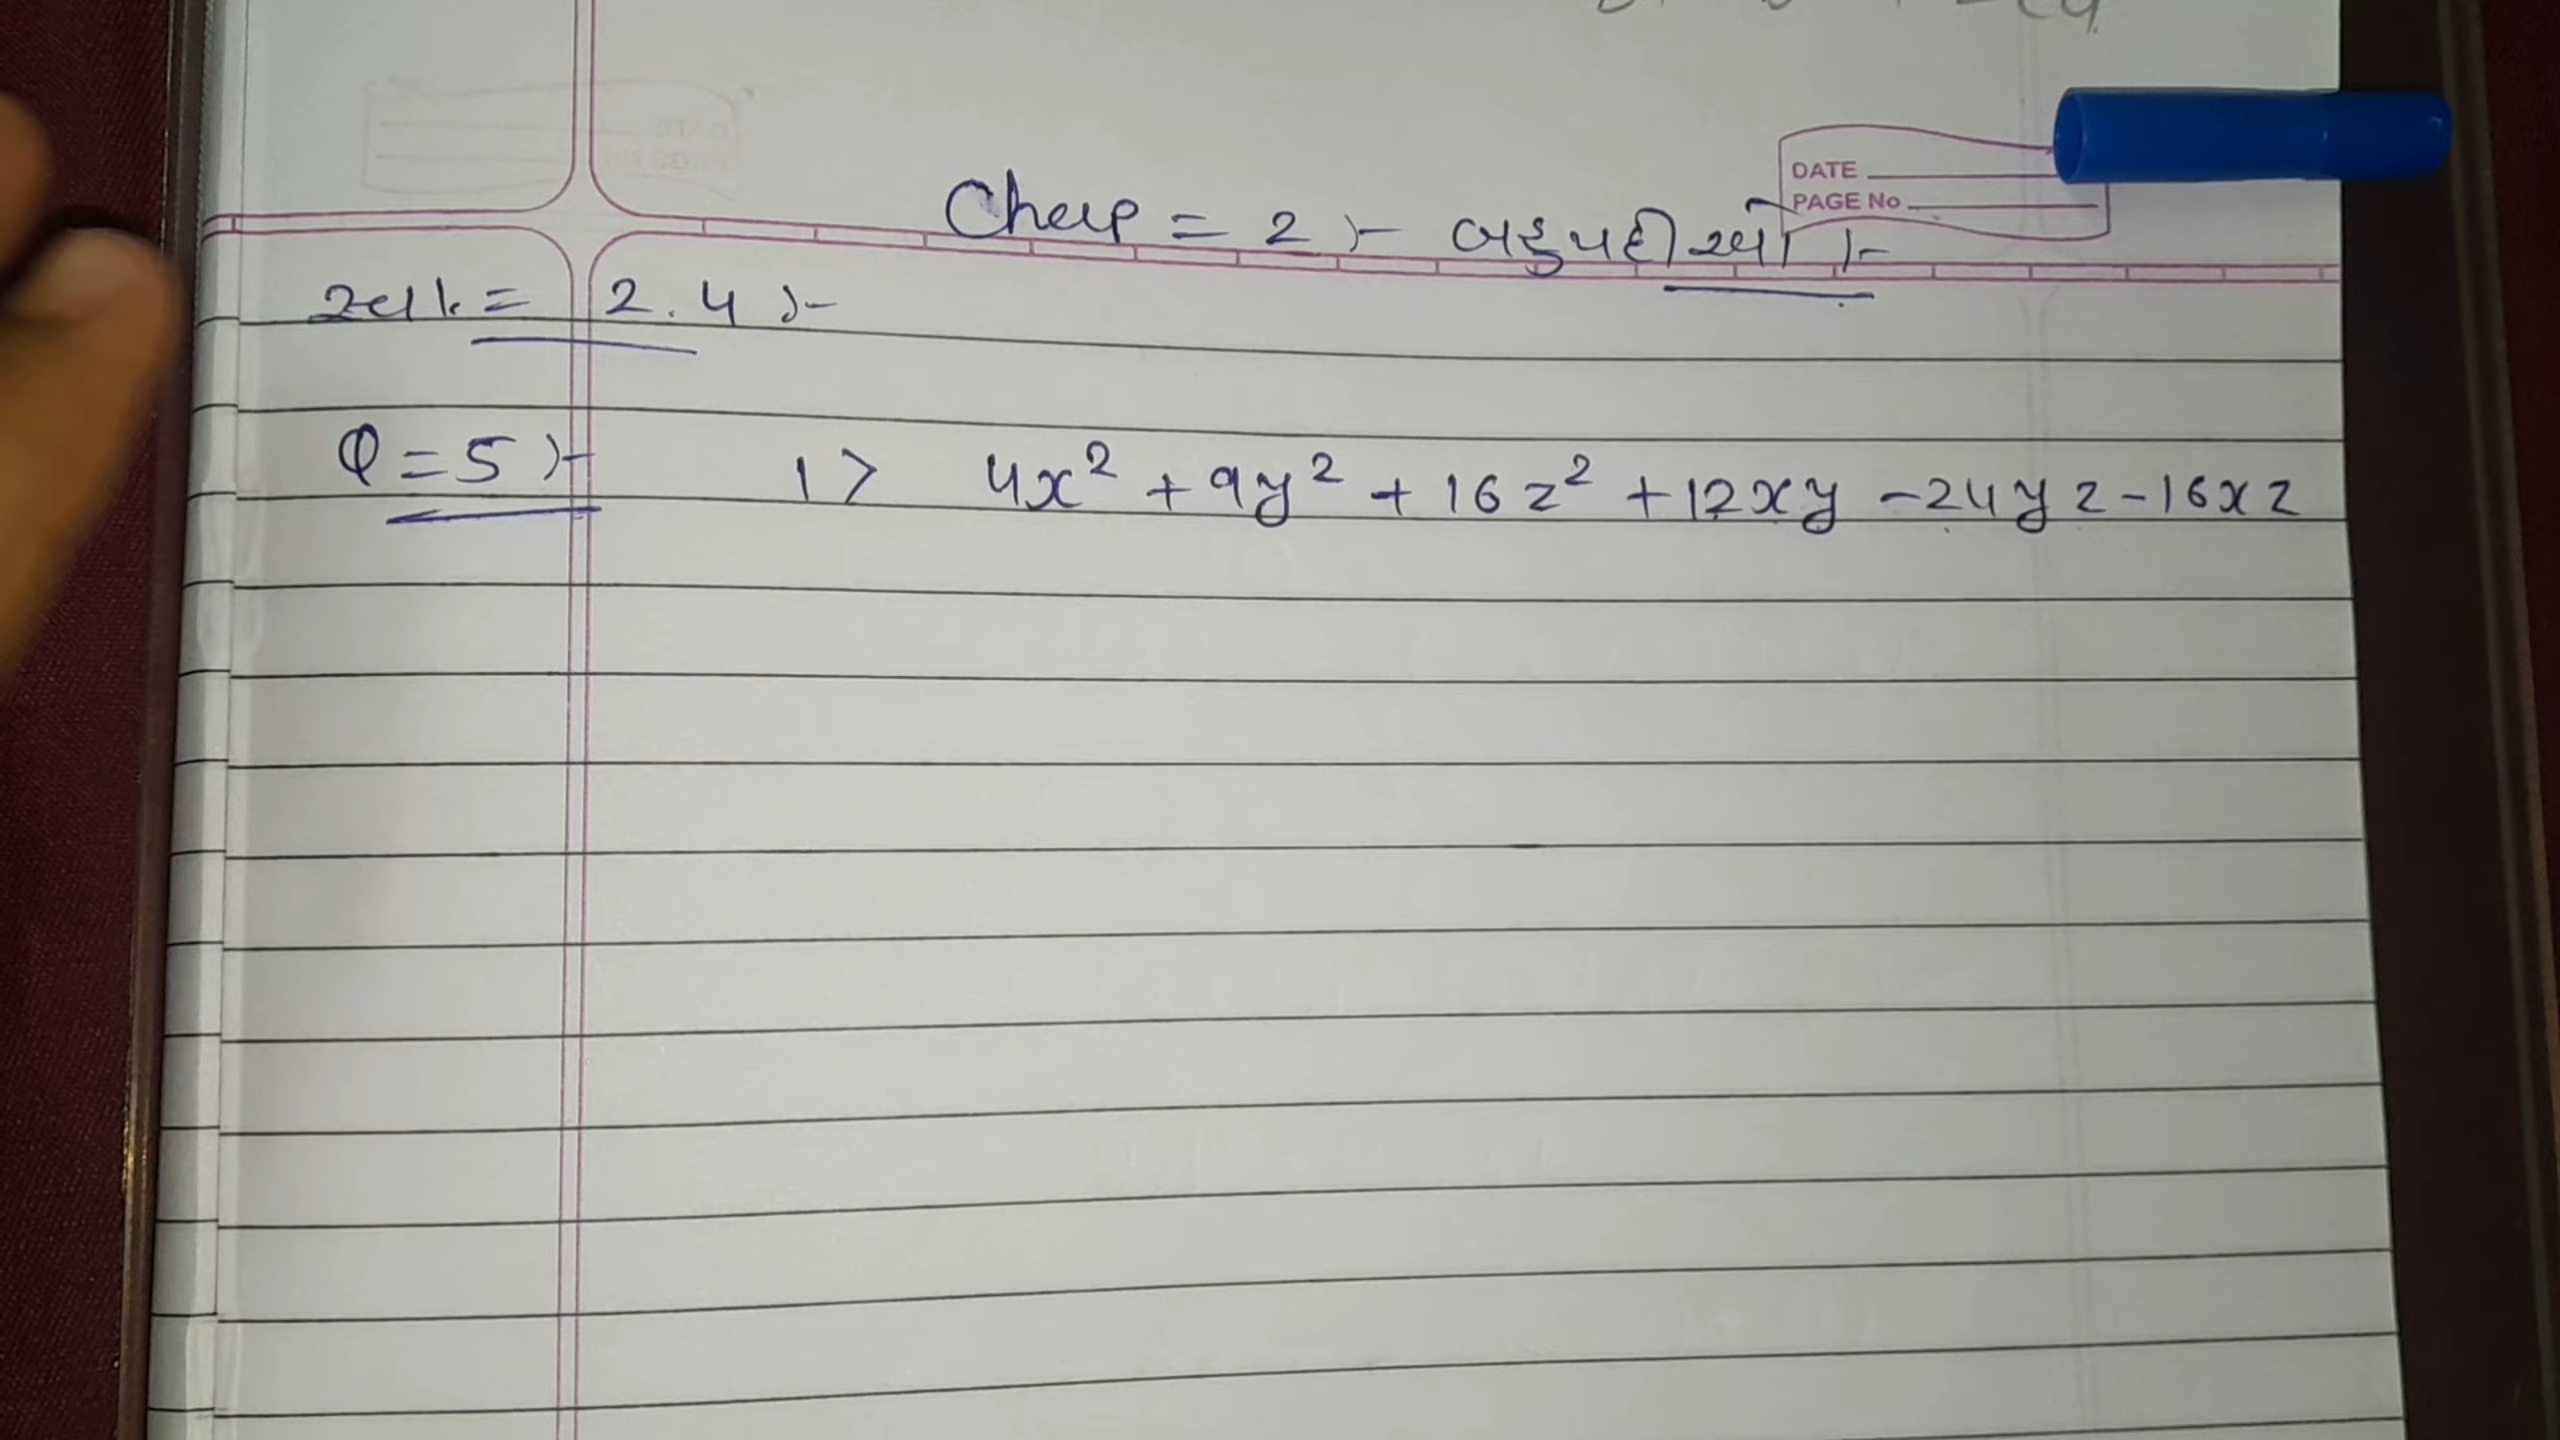 DATE
PAGE No
Chap = 2 :- બહુપદીઓ :-
સ્વા. = 2.4 :-
Q = 5 :- 1> 4x² + 9y² + 16z² + 12xy - 24yz - 16xz